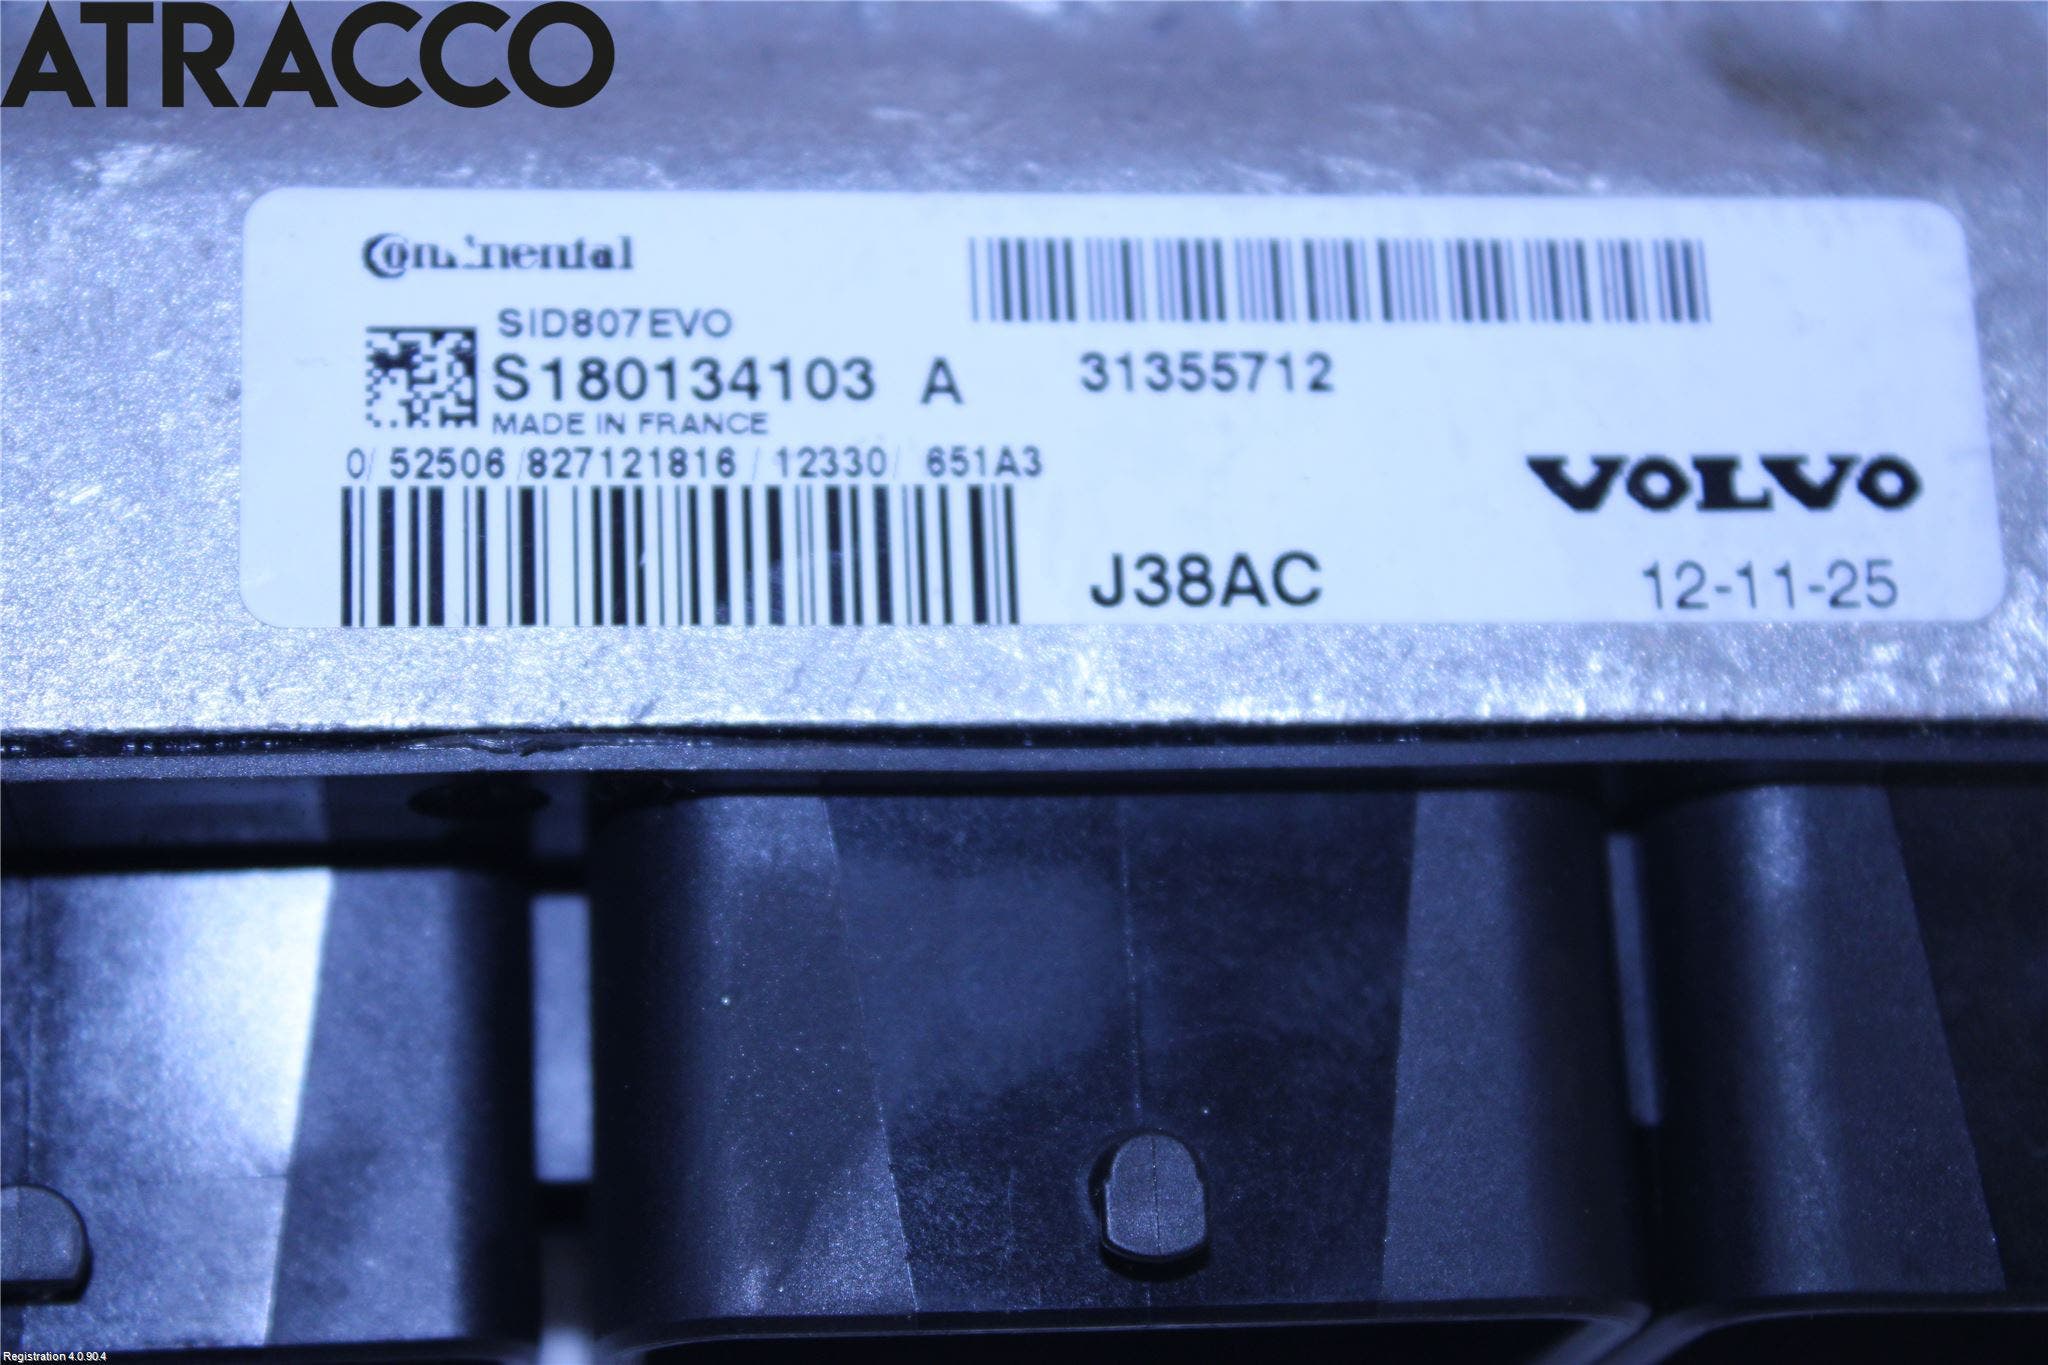 ATRACCO
Continental
SID807EVO
S180134103 A
MADE IN FRANCE
0/ 52506 /827121816 /12330/ 651A3
31355712
VOLVO
J38AC
12-11-25
Registration 4.0.90.4